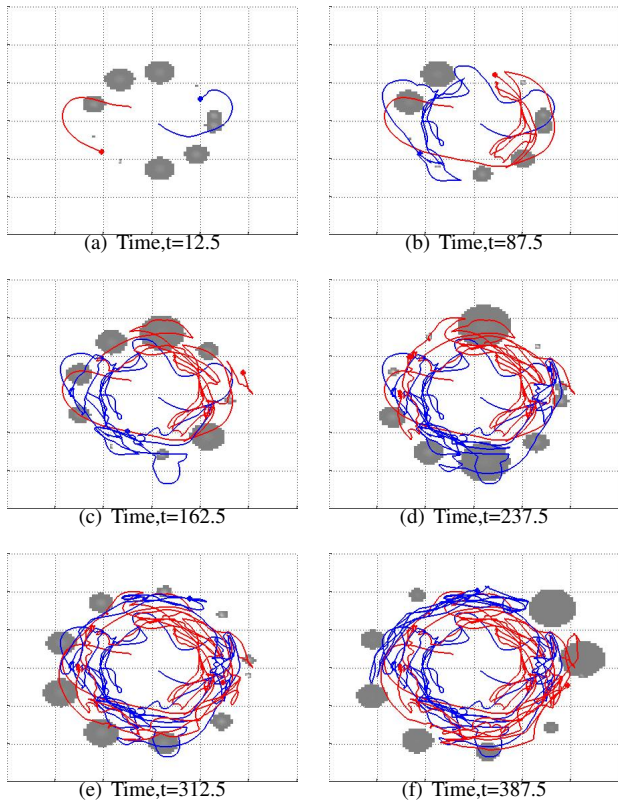 (a) Time,t=12.5
(b) Time,t=87.5
(c) Time,t=162.5
(d) Time,t=237.5
(e) Time,t=312.5
(f) Time,t=387.5